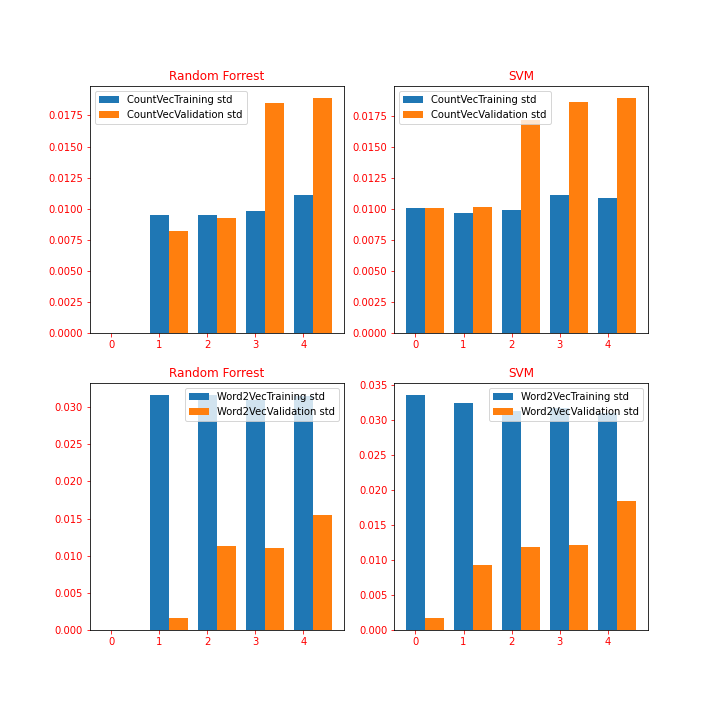 Random Forrest
CountVecTraining std
CountVecValidation std
0.0175
0.0150
0.0125
0.0100
0.0075
0.0050
0.0025
0.0000
0 1 2 3 4
SVM
CountVecTraining std
CountVecValidation std
0.0175
0.0150
0.0125
0.0100
0.0075
0.0050
0.0025
0.0000
0 1 2 3 4
Random Forrest
Word2VecTraining std
Word2VecValidation std
0.030
0.025
0.020
0.015
0.010
0.005
0.000
0 1 2 3 4
SVM
Word2VecTraining std
Word2VecValidation std
0.035
0.030
0.025
0.020
0.015
0.010
0.005
0.000
0 1 2 3 4